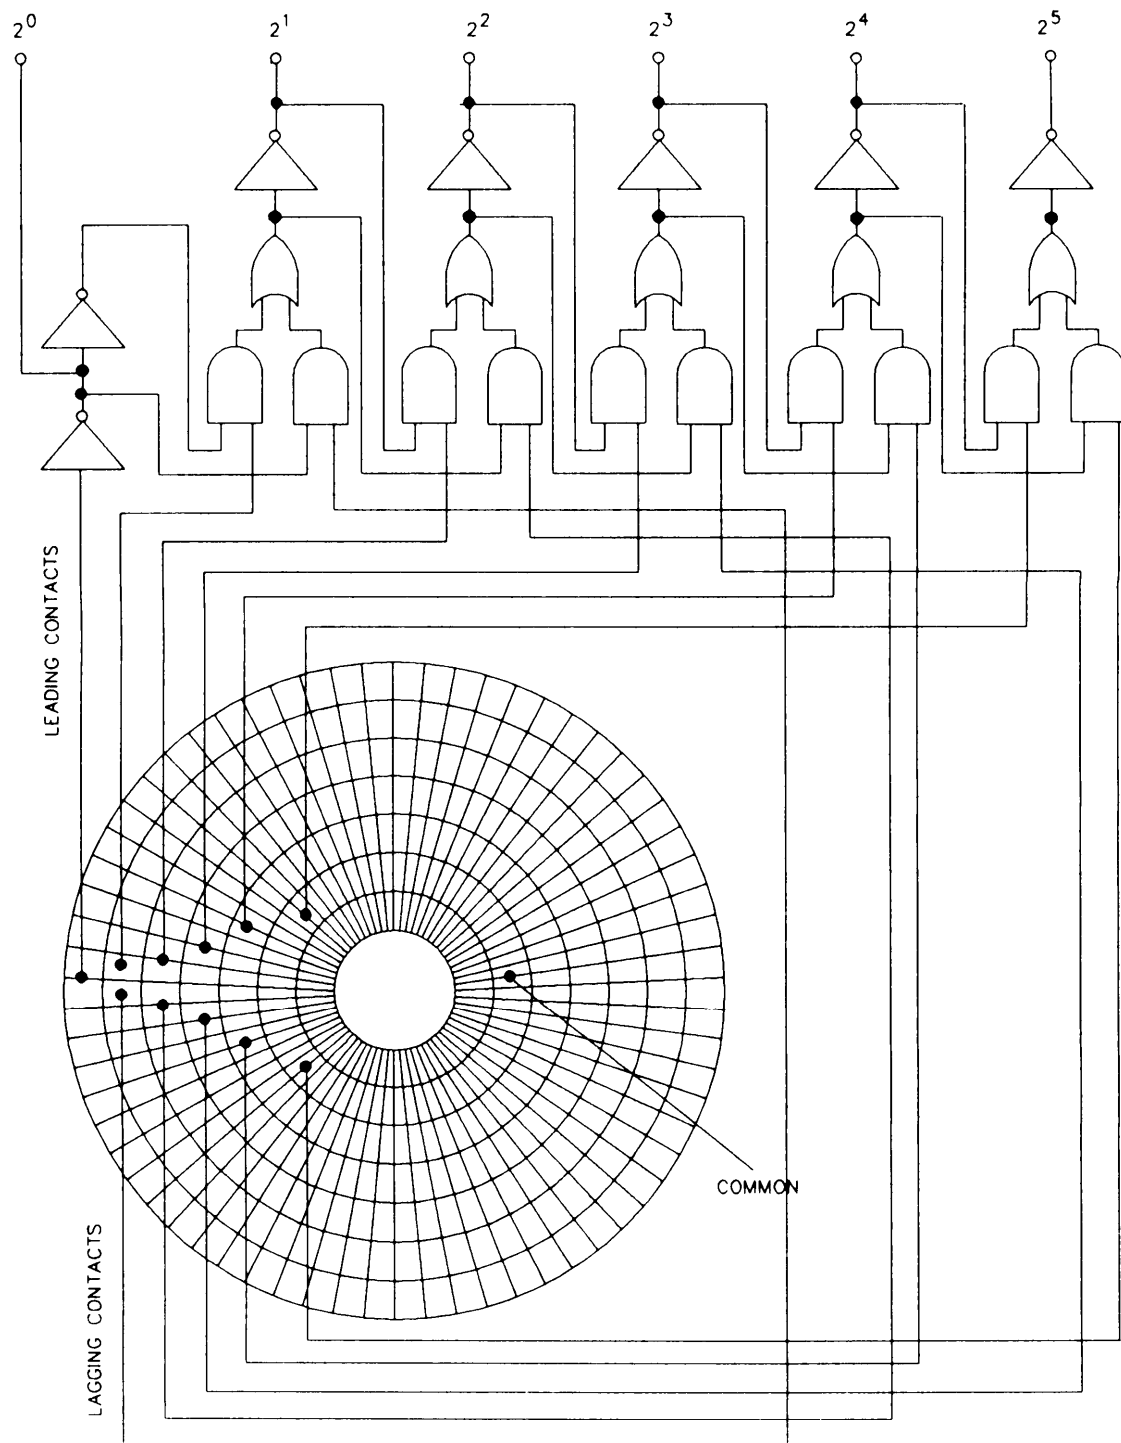 2⁰ 2¹ 2² 2³ 2⁴ 2⁵
LEADING CONTACTS
COMMON
LAGGING CONTACTS